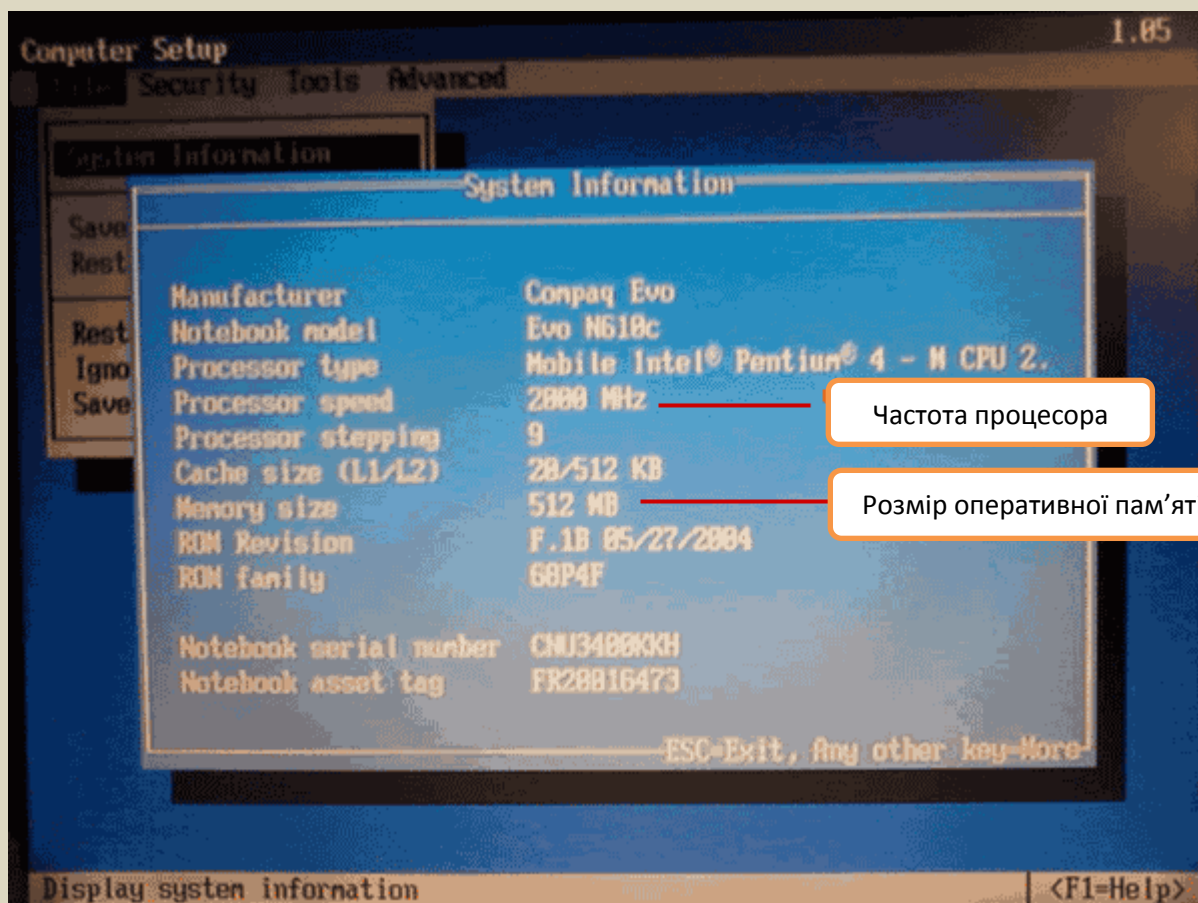 Computer Setup
1.05
File Security Tools Advanced
System Information
System Information
Save
Rest
Rest
Igno
Save
Manufacturer Compaq Evo
Notebook model Evo N610c
Processor type Mobile Intel® Pentium® 4 - M CPU 2.
Processor speed 2000 MHz
Частота процесора
Processor stepping 9
Cache size (L1/L2) 20/512 KB
Memory size 512 MB
Розмір оперативної пам’ят
ROM Revision F.1B 05/27/2004
ROM family 68P4F
Notebook serial number CNU3400KKH
Notebook asset tag FR20016473
ESC=Exit, Any other key=More
Display system information
<F1=Help>